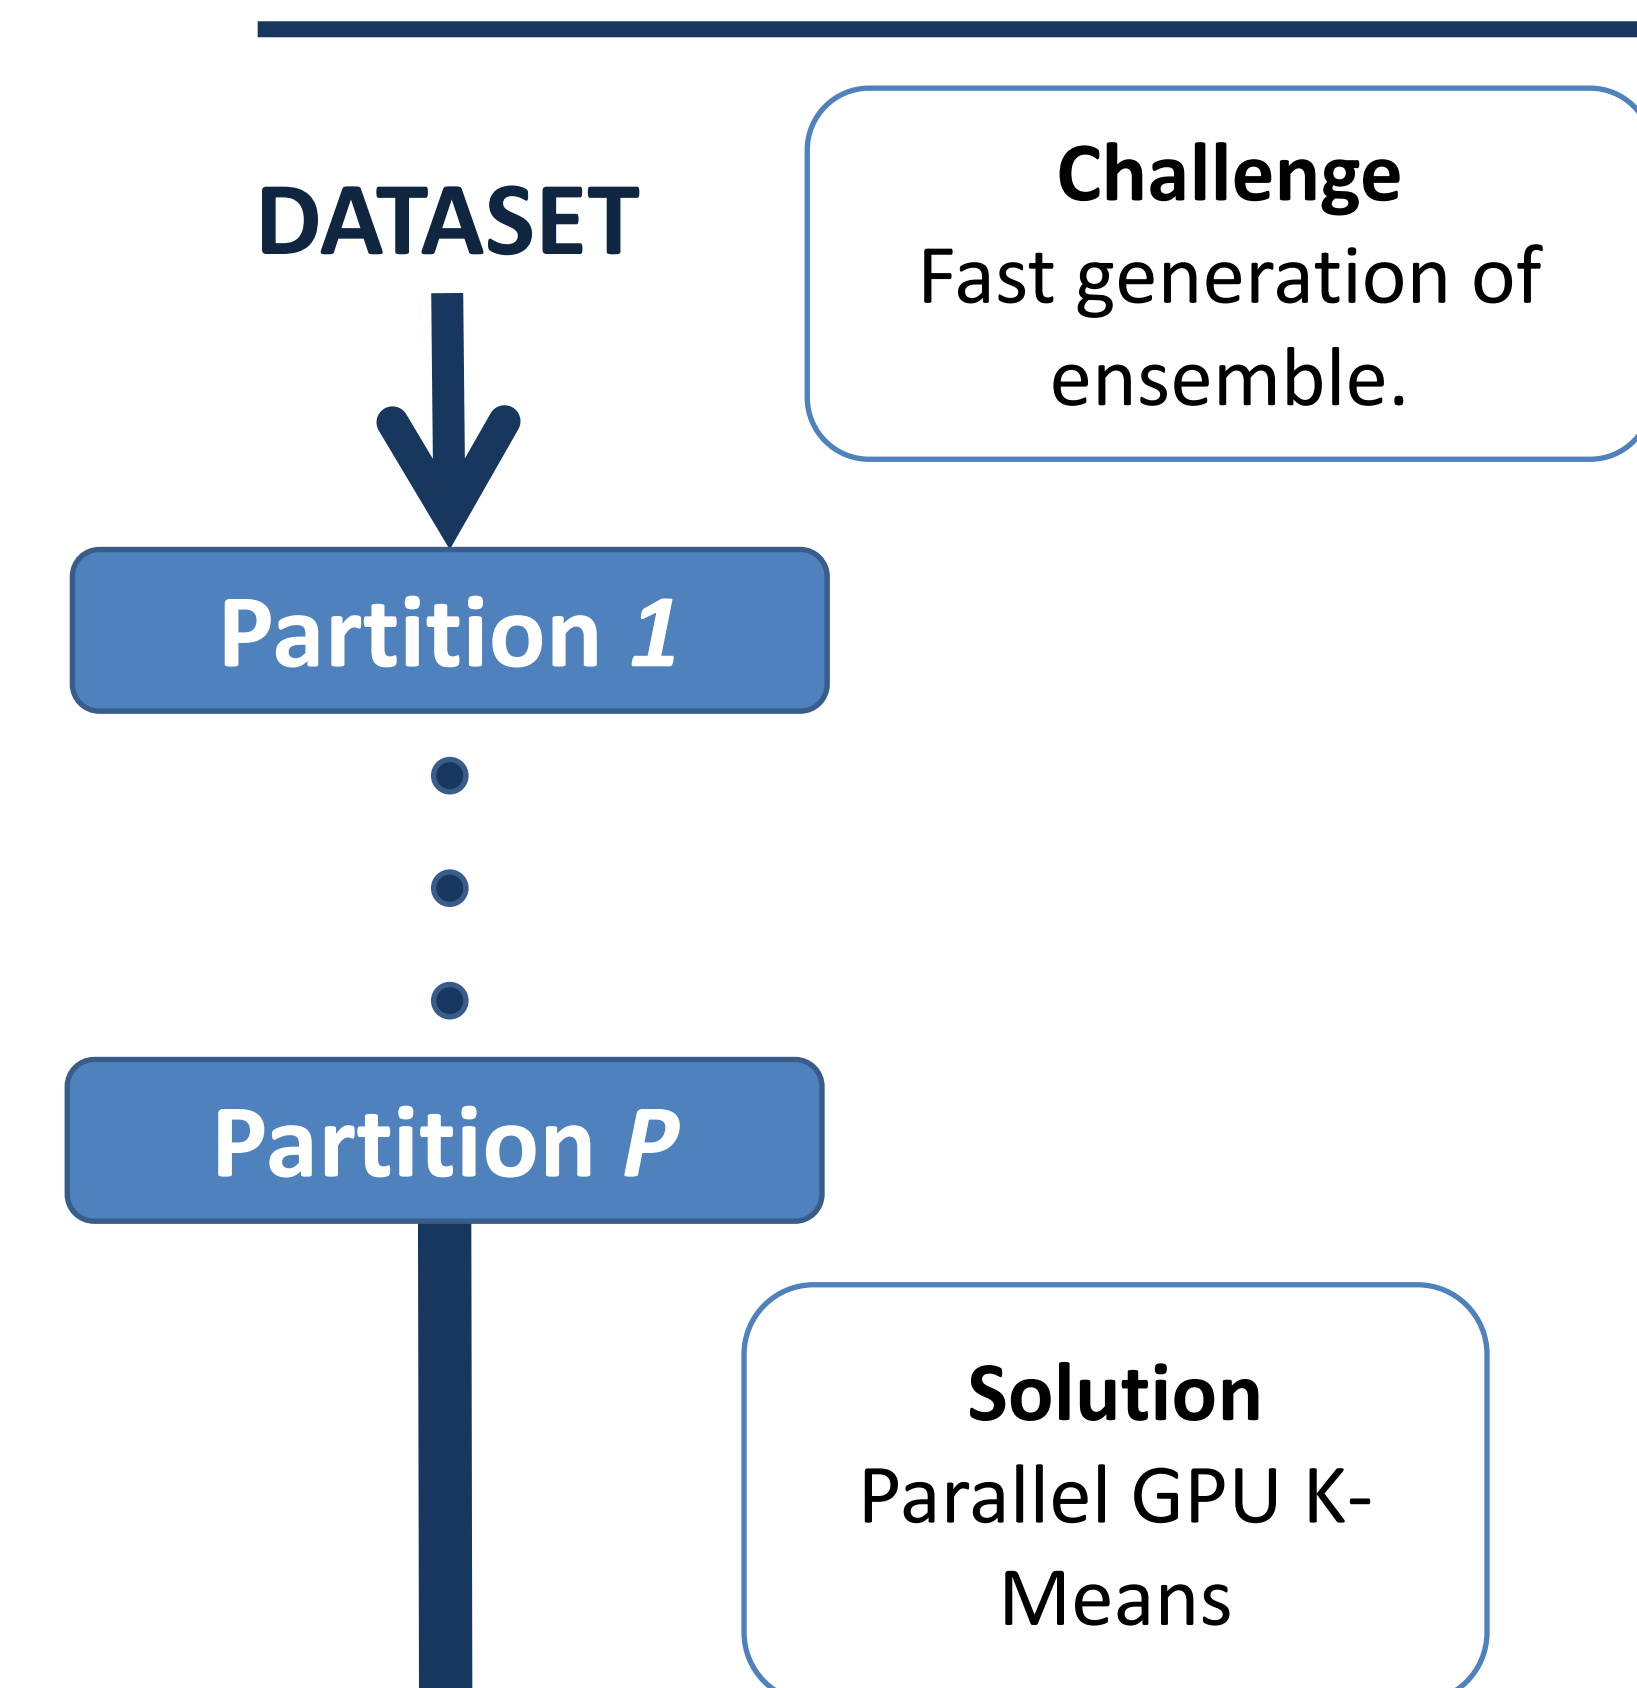 DATASET
Challenge
Fast generation of
ensemble.
Partition 1
Partition P
Solution
Parallel GPU K-
Means